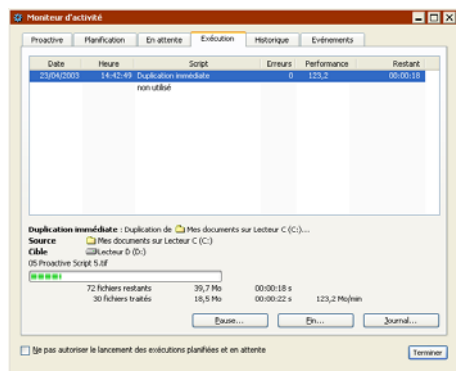 Moniteur d'activité
Proactive Planification En attente Exécution Historique Evénements
Date Heure Script Erreurs Performance Restant
23/04/2003 14:42:49 Duplication immédiate 0 123,2 00:00:18
non utilisé
Duplication immédiate : Duplication de Mes documents sur Lecteur C (C:)...
Source Mes documents sur Lecteur C (C:)
Cible Lecteur D (D:)
05 Proactive Script 5.tif
72 fichiers restants 39,7 Mo 00:00:18 s
30 fichiers traités 18,5 Mo 00:00:22 s 123,2 Mo/min
Pause... Fin... Journal...
Ne pas autoriser le lancement des exécutions planifiées et en attente
Terminer